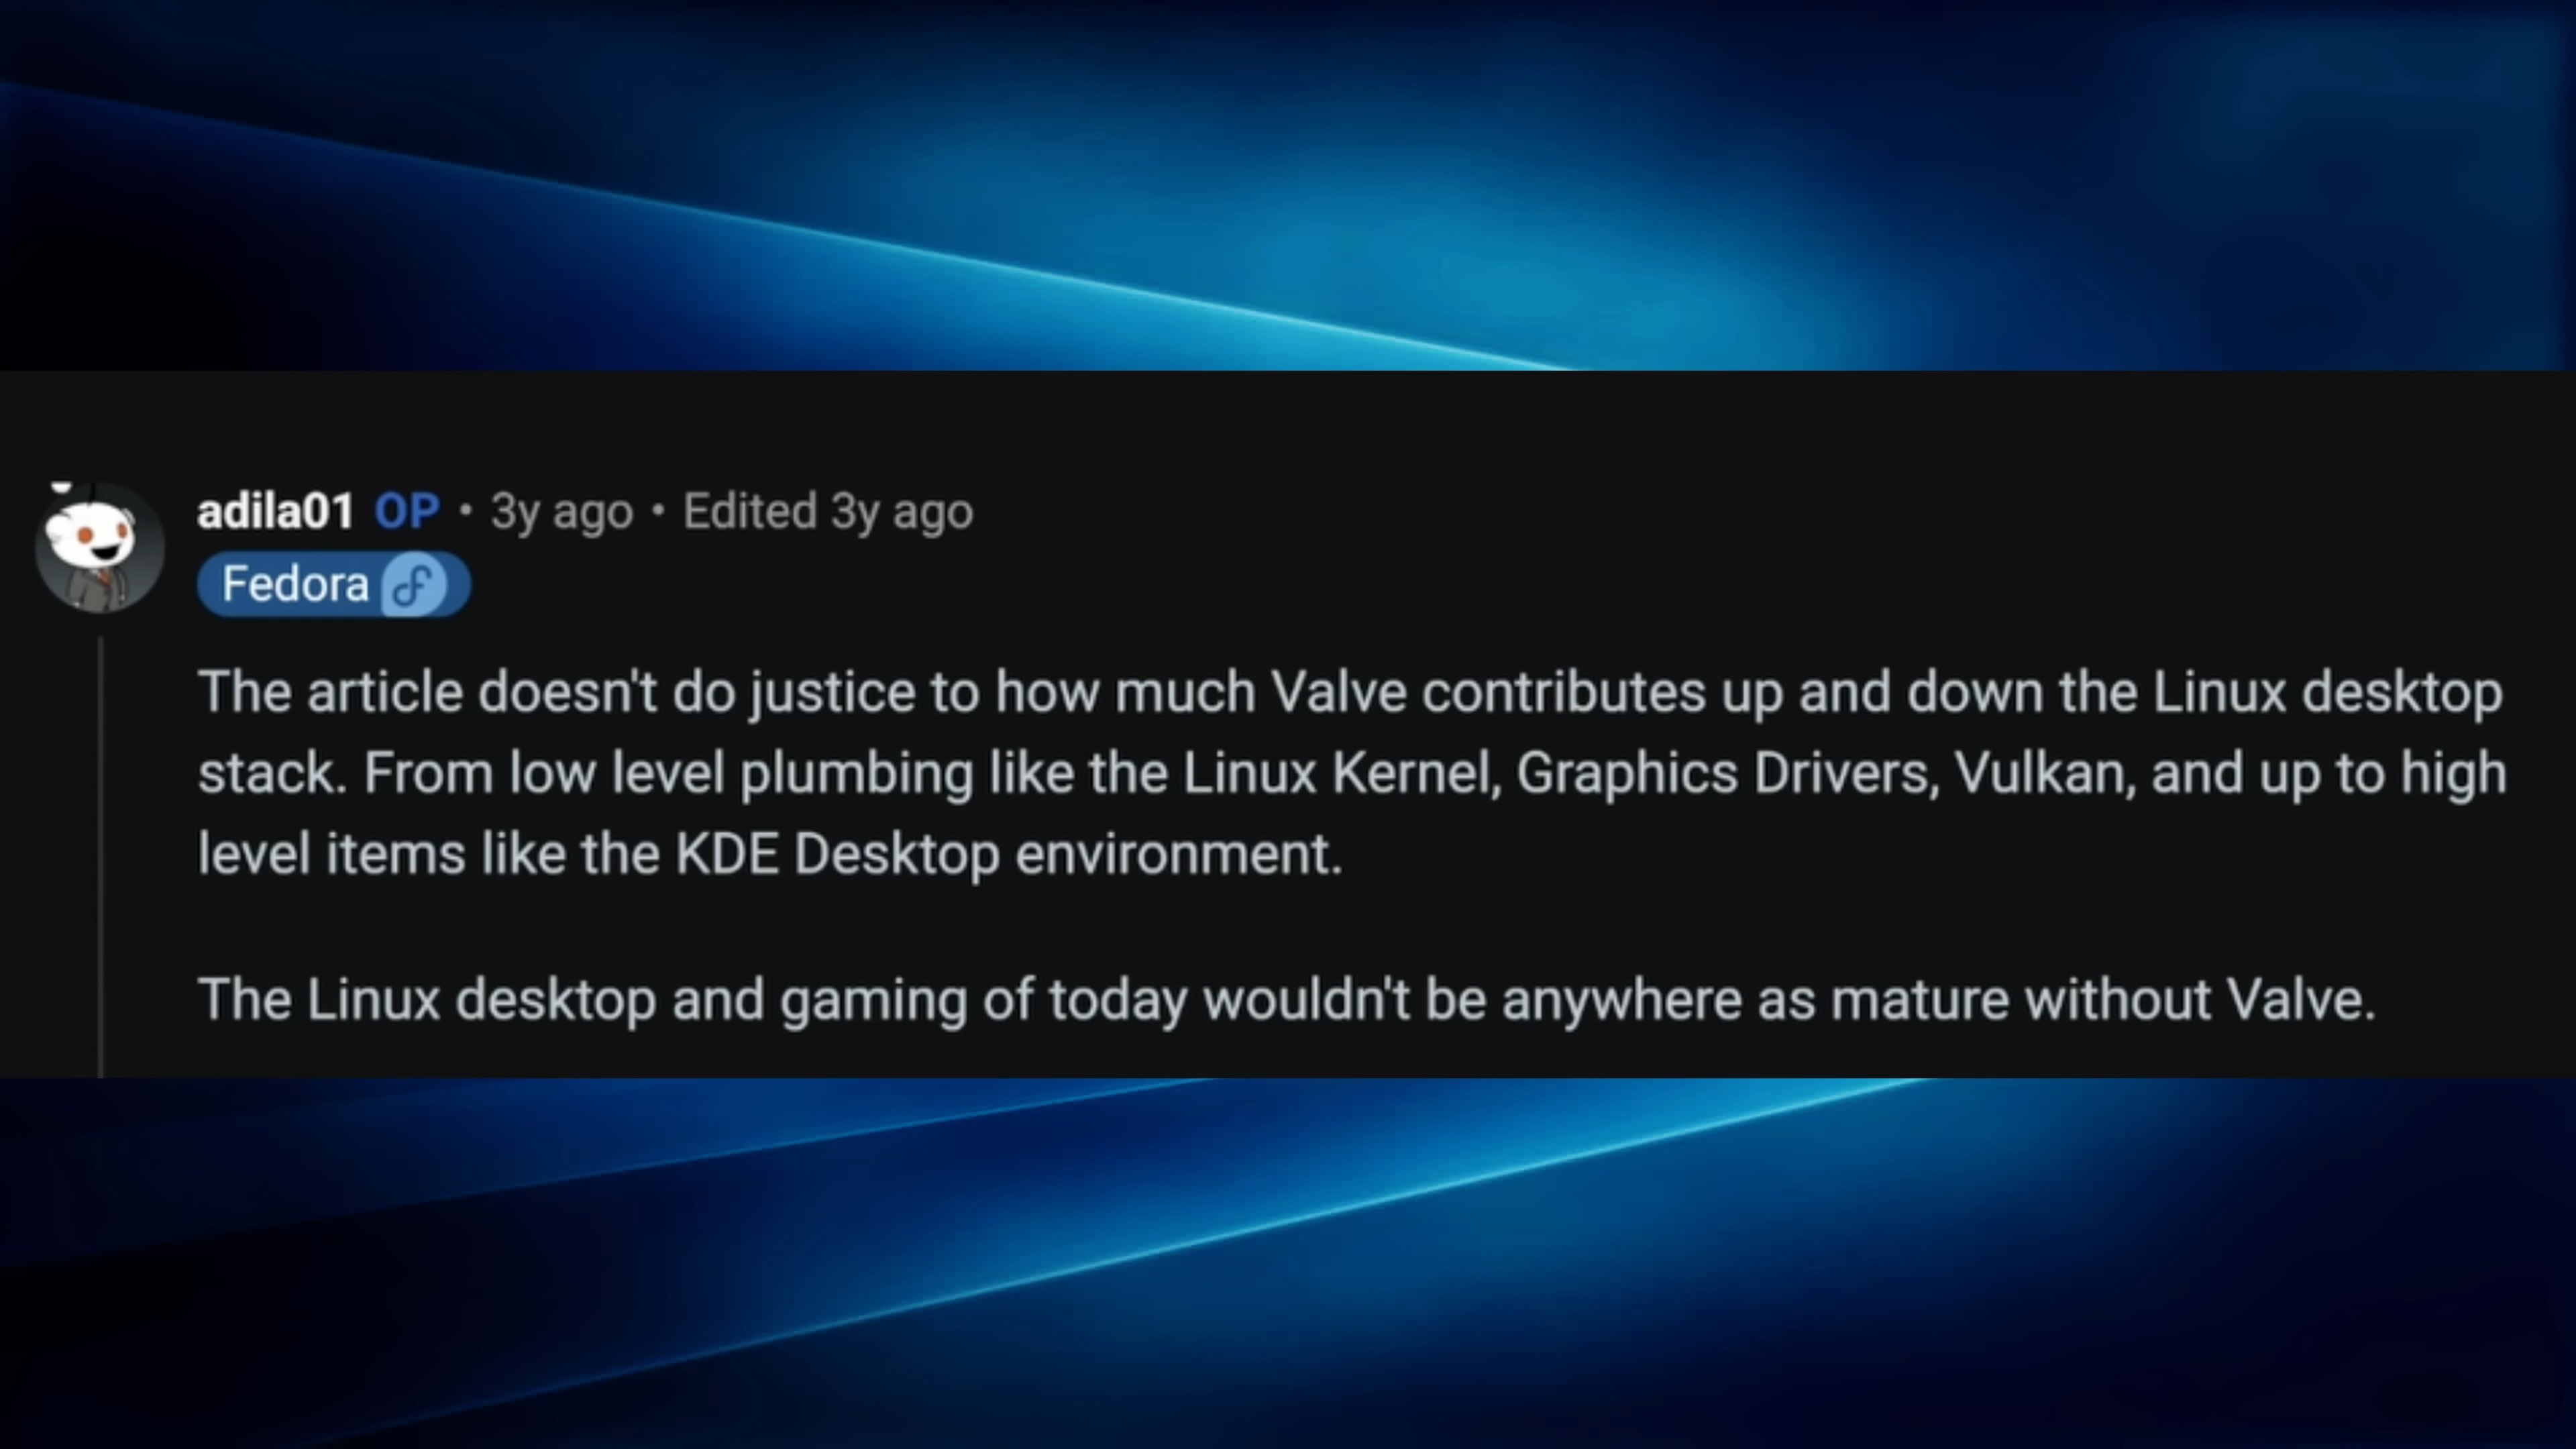 adila01 OP • 3y ago • Edited 3y ago
Fedora
The article doesn't do justice to how much Valve contributes up and down the Linux desktop
stack. From low level plumbing like the Linux Kernel, Graphics Drivers, Vulkan, and up to high
level items like the KDE Desktop environment.
The Linux desktop and gaming of today wouldn't be anywhere as mature without Valve.